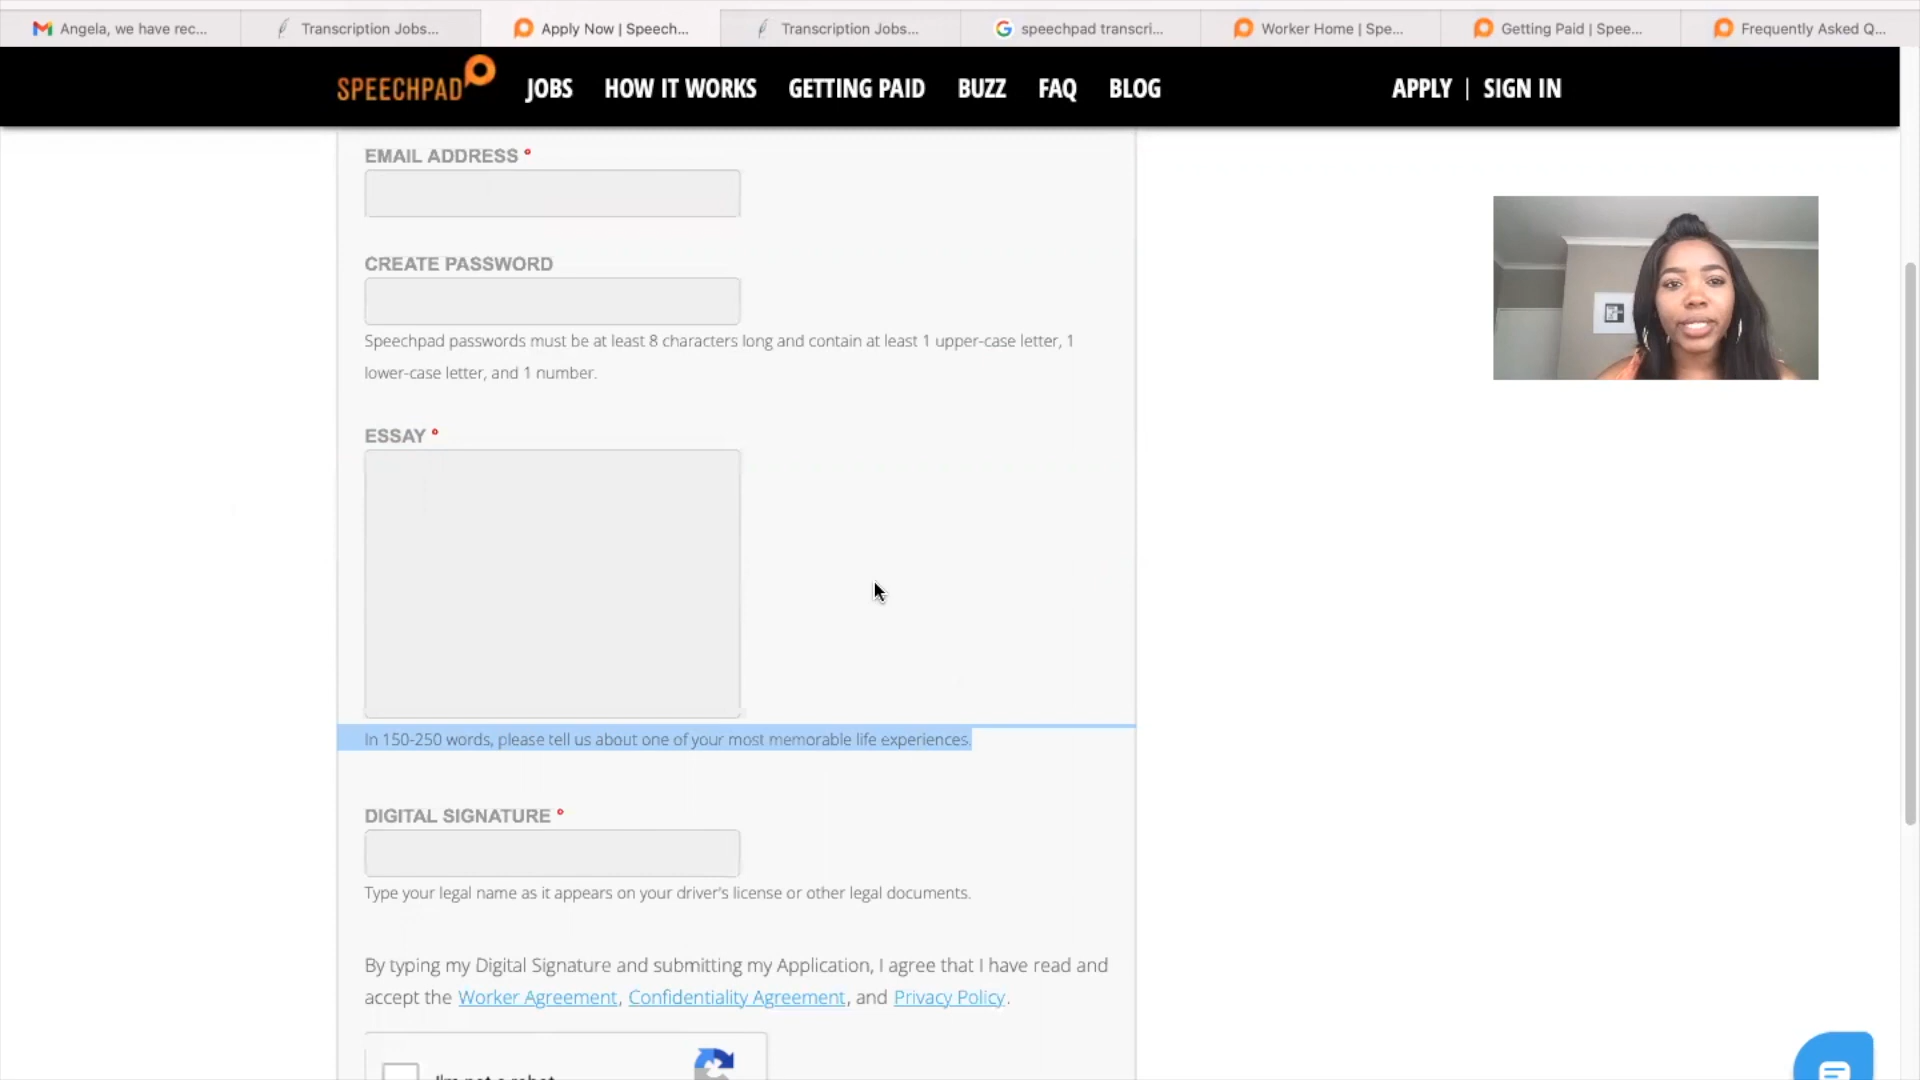 Angela, we have rec...
Transcription Jobs...
Apply Now | Speech...
Transcription Jobs...
speechpad transcri...
Worker Home | Spe...
Getting Paid | Spee...
Frequently Asked Q...
SPEECHPAD
JOBS HOW IT WORKS GETTING PAID BUZZ FAQ BLOG
APPLY | SIGN IN
EMAIL ADDRESS *
CREATE PASSWORD
Speechpad passwords must be at least 8 characters long and contain at least 1 upper-case letter, 1
lower-case letter, and 1 number.
ESSAY *
In 150-250 words, please tell us about one of your most memorable life experiences.
DIGITAL SIGNATURE *
Type your legal name as it appears on your driver's license or other legal documents.
By typing my Digital Signature and submitting my Application, I agree that I have read and
accept the Worker Agreement, Confidentiality Agreement, and Privacy Policy.
I'm not a robot